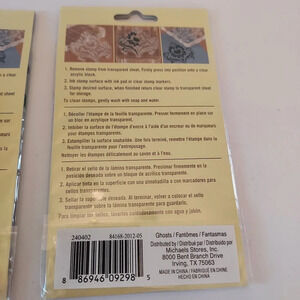 1. Remove stamp from transparent sheet. Firmly press into position onto a clear
acrylic block.
2. Ink stamp surface with ink pad or clear stamp markers.
3. Stamp desired surface, when finished return clear stamp to transparent sheet
for storage.
To clean stamps, gently wash with soap and water.
1. Décoller l'étampe de la feuille transparente. Presser fermement en place sur
un bloc en acrylique transparent.
2. Imbiber la surface de l'étampe d'encre à l'aide d'un encreur ou de marqueurs
pour étampes transparents.
3. Estampiller la surface souhaitée. Une fois terminé, remettre l'étampe dans la
feuille transparente pour l'entreposage.
Nettoyer les étampes délicatement au savon et à l'eau.
1. Retirar el sello de la lámina transparente. Presionar firmemente en la
posición deseada sobre un bloque de acrílico transparente.
2. Aplicar tinta en la superficie con una almohadilla o con marcadores para
sellos transparentes.
3. Sellar la superficie deseada. Al terminar, volver a colocar el sello
transparente sobre la lámina transparente para guardarlo.
Para limpiar los sellos, lavarlos cuidadosamente con agua y jabón.
240402 84168-2012-05
8 86946 09298 5
Ghosts / Fantômes / Fantasmas
Distributed by / Distribué par / Distribuido por
Michaels Stores, Inc.
8000 Bent Branch Drive
Irving, TX 75063
MADE IN CHINA / FABRIQUÉ EN CHINE
HECHO EN CHINA